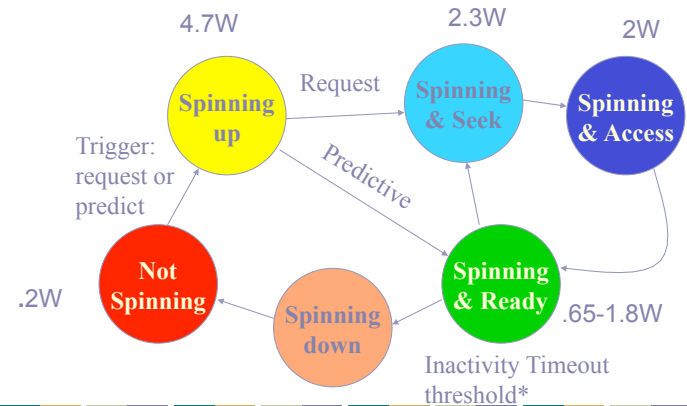 4.7W
2.3W
2W
Spinning
up
Request
Spinning
& Seek
Spinning
& Access
Trigger:
request or
predict
Predictive
Not
Spinning
.2W
Spinning
down
Spinning
& Ready
.65-1.8W
Inactivity Timeout
threshold*